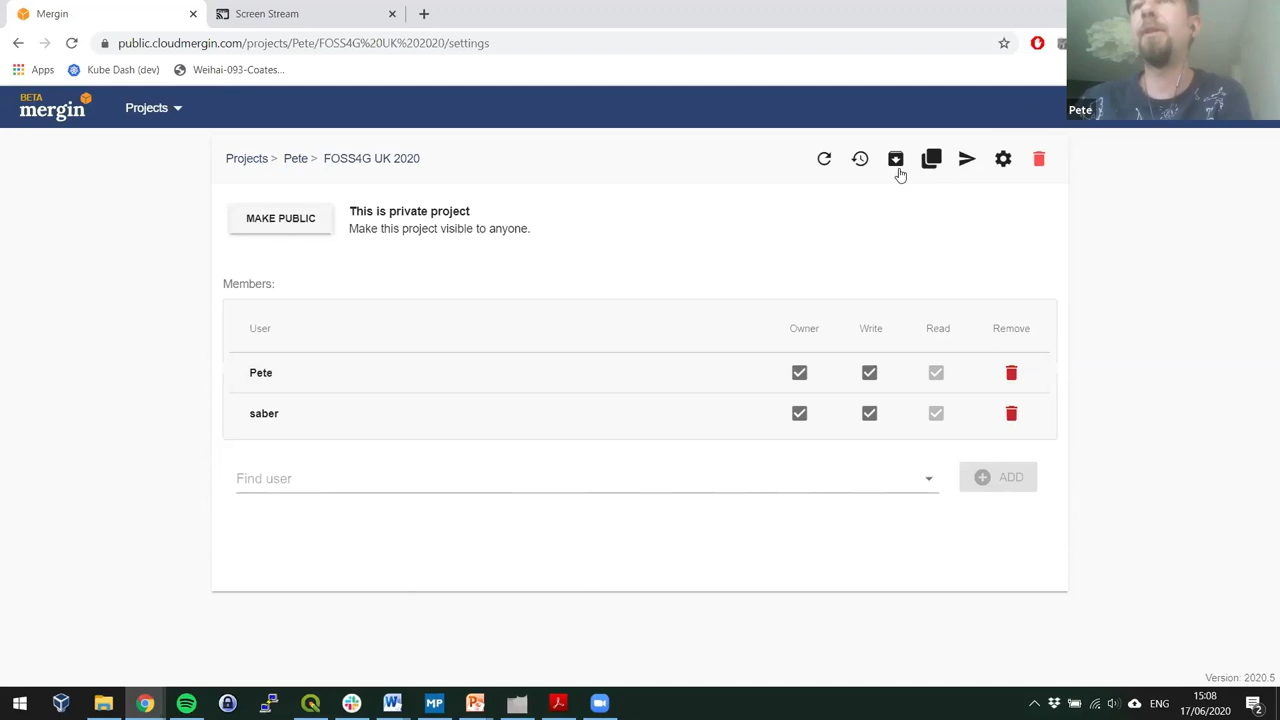 Mergin
Screen Stream
public.cloudmergin.com/projects/Pete/FOSS4G%20UK%202020/settings
Apps
Kube Dash (dev)
Weihai-093-Coates...
BETA
mergin
Projects
Pete
Projects > Pete > FOSS4G UK 2020
MAKE PUBLIC
This is private project
Make this project visible to anyone.
Members:
User Owner Write Read Remove
Pete
saber
Find user
ADD
Version: 2020.5
W MP P
ENG
15:08
17/06/2020
2